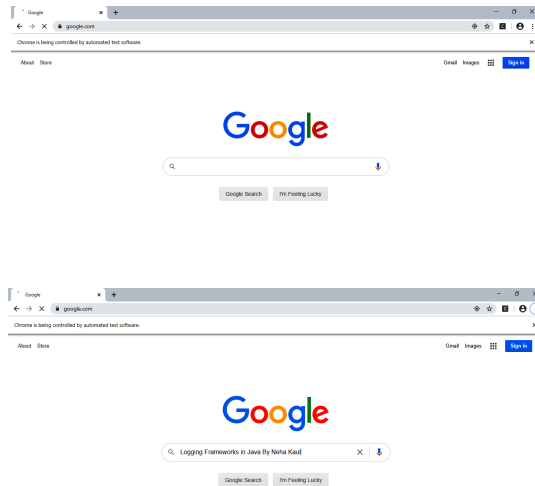 Google
google.com
Chrome is being controlled by automated test software.
About Store
Gmail Images Sign in
Google
Google Search I'm Feeling Lucky
Google
google.com
Chrome is being controlled by automated test software.
About Store
Gmail Images Sign in
Google
Logging Frameworks in Java By Neha Kaul
Google Search I'm Feeling Lucky